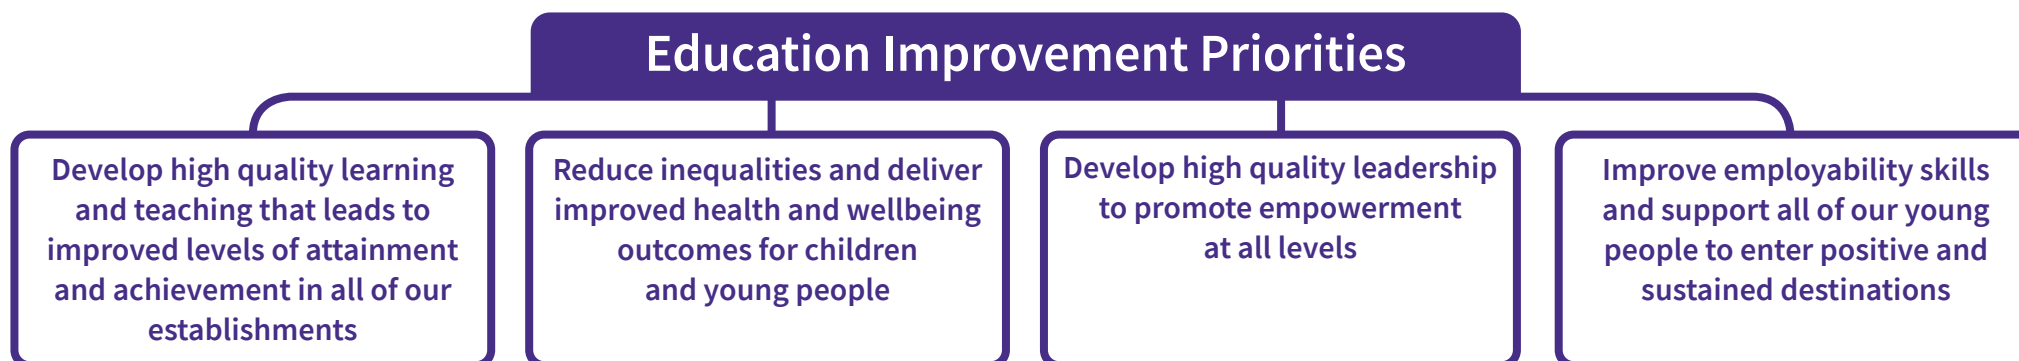 Education Improvement Priorities
Develop high quality learning
and teaching that leads to
improved levels of attainment
and achievement in all of our
establishments
Reduce inequalities and deliver
improved health and wellbeing
outcomes for children
and young people
Develop high quality leadership
to promote empowerment
at all levels
Improve employability skills
and support all of our young
people to enter positive and
sustained destinations